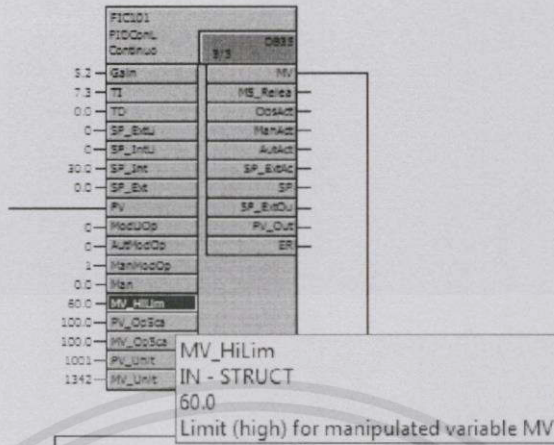 FIC101
PIDConL
Continuo
3/3
5.2 Gain MV
7.3 TI MS_Relea
0.0 TD OosAct
0 SP_ExtLi ManAct
0 SP_IntLi AutAct
30.0 SP_Int SP_ExtAc
0.0 SP_Ext SP
PV SP_ExtOu
0 ModLiOp PV_Out
0 AutModOp ER
1 ManModOp
0.0 Man
60.0 MV_HiLim
100.0 PV_OpSca
100.0 MV_OpSca
1001 PV_Unit
1342 MV_Unit
MV_HiLim
IN - STRUCT
60.0
Limit (high) for manipulated variable MV